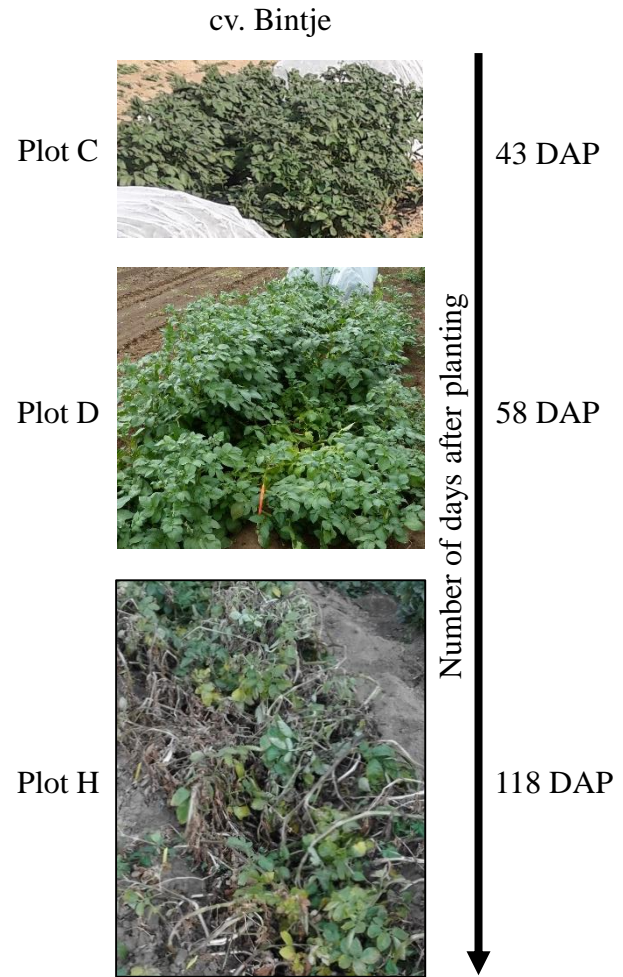 cv. Bintje
Plot C
43 DAP
Plot D
58 DAP
Number of days after planting
Plot H
118 DAP